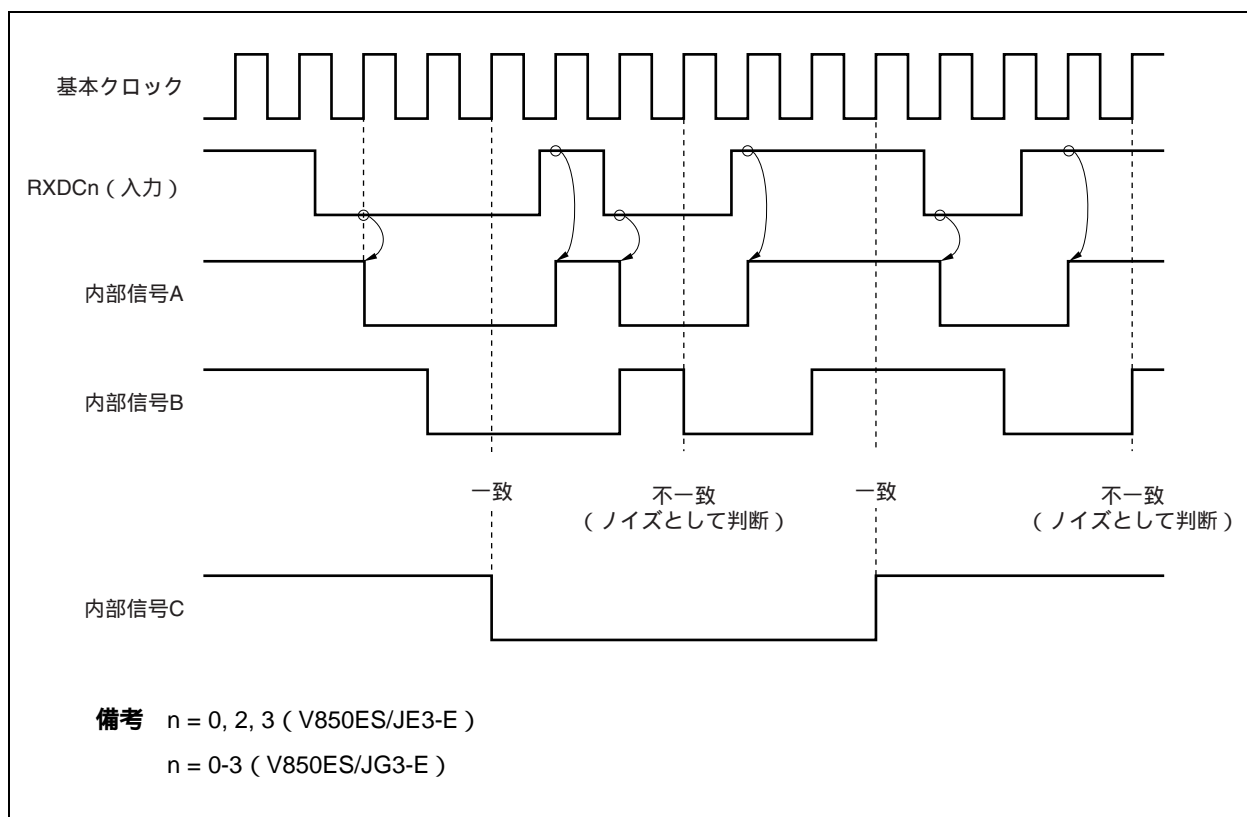 基本クロック
RXDCn（入力）
内部信号A
内部信号B
一致
不一致
（ノイズとして判断）
一致
不一致
（ノイズとして判断）
内部信号C
備考 n = 0, 2, 3（V850ES/JE3-E）
n = 0-3（V850ES/JG3-E）